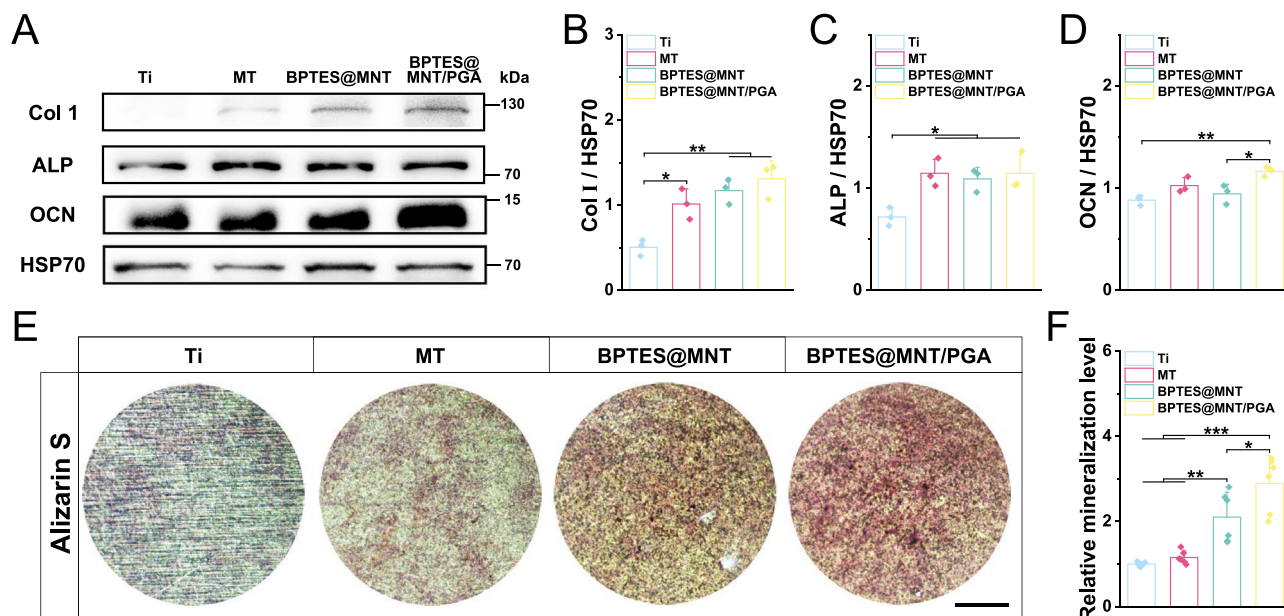 A
Ti MT BPTES@MNT BPTES@ MNT/PGA kDa
Col 1 130
ALP 70
OCN 15
HSP70 70
B
Col I / HSP70
3
2
1
0
Ti
MT
BPTES@MNT
BPTES@MNT/PGA
**
*
C
ALP / HSP70
2
1
0
Ti
MT
BPTES@MNT
BPTES@MNT/PGA
*
D
OCN / HSP70
2
1
0
Ti
MT
BPTES@MNT
BPTES@MNT/PGA
**
*
E
Ti MT BPTES@MNT BPTES@MNT/PGA
Alizarin S
F
Relative mineralization level
6
4
2
0
Ti
MT
BPTES@MNT
BPTES@MNT/PGA
***
*
**